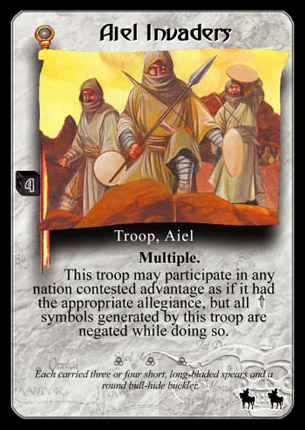 Aiel Invaders
4
Troop, Aiel
Multiple.
This troop may participate in any
nation contested advantage as if it had
the appropriate allegiance, but all
symbols generated by this troop are
negated while doing so.
Each carried three or four short, long-bladed spears and a
round bull-hide buckler.